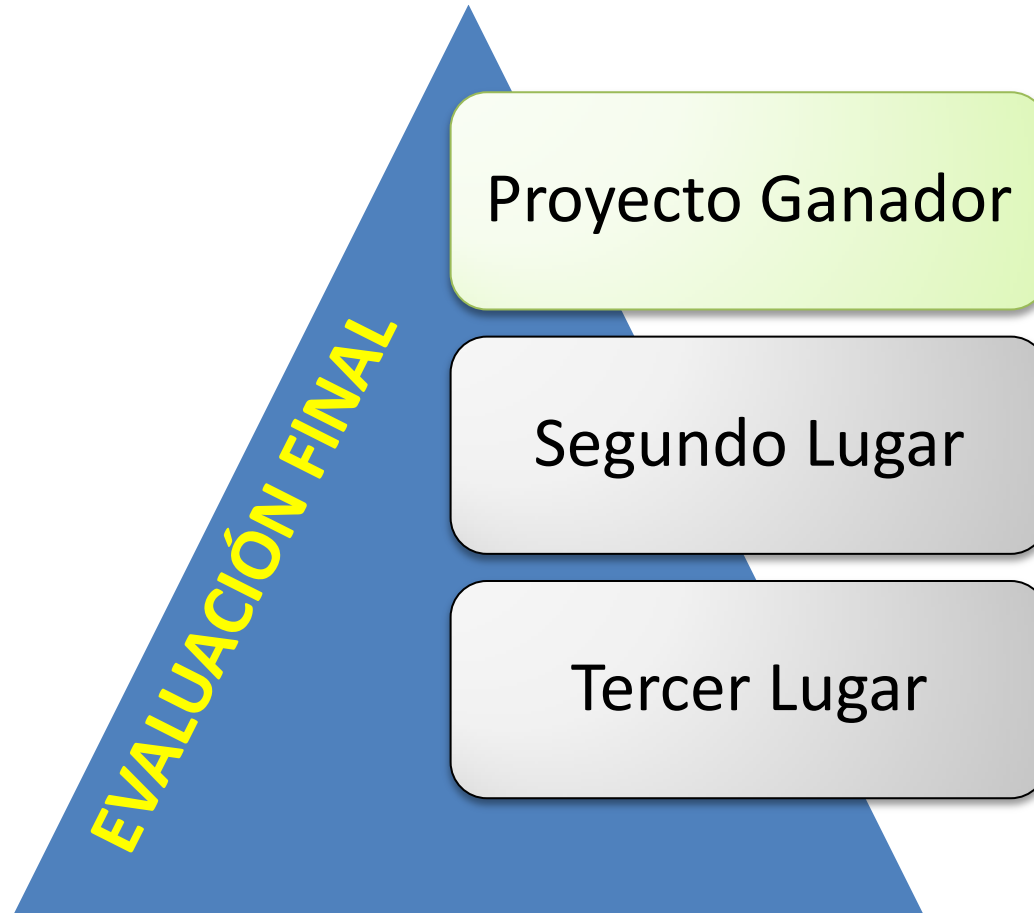 EVALUACIÓN FINAL
Proyecto Ganador
Segundo Lugar
Tercer Lugar